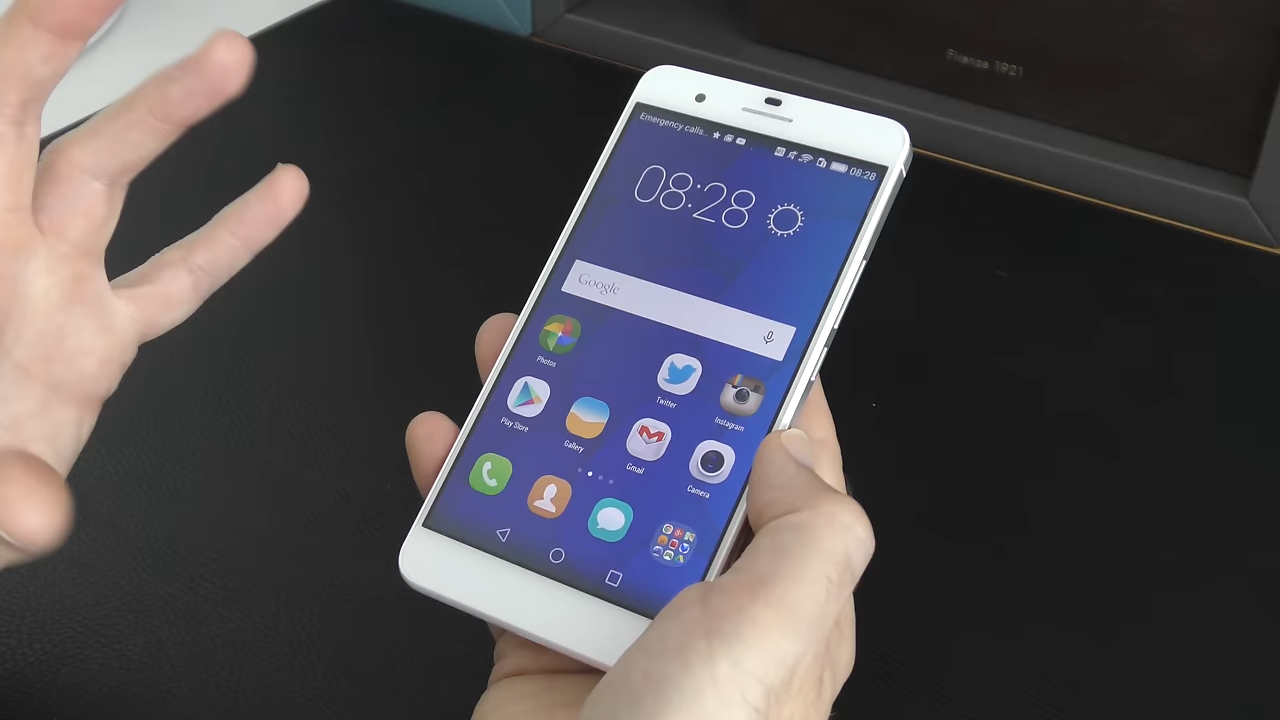 Firenze 1921
Emergency calls..
08:28
08:28
Google
Photos
Twitter
Instagram
Play Store
Gallery
Gmail
Camera